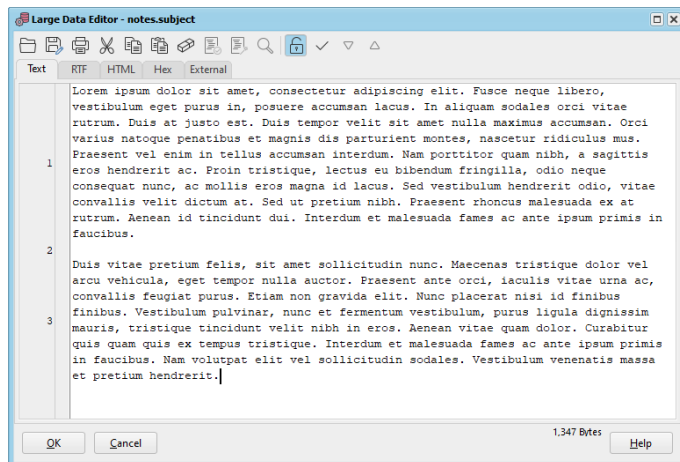 Large Data Editor - notes.subject
Text RTF HTML Hex External
Lorem ipsum dolor sit amet, consectetur adipiscing elit. Fusce neque libero,
vestibulum eget purus in, posuere accumsan lacus. In aliquam sodales orci vitae
rutrum. Duis at justo est. Duis tempor velit sit amet nulla maximus accumsan. Orci
varius natoque penatibus et magnis dis parturient montes, nascetur ridiculus mus.
1 Praesent vel enim in tellus accumsan interdum. Nam porttitor quam nibh, a sagittis
eros hendrerit ac. Proin tristique, lectus eu bibendum fringilla, odio neque
consequat nunc, ac mollis eros magna id lacus. Sed vestibulum hendrerit odio, vitae
convallis velit dictum at. Sed ut pretium nibh. Praesent rhoncus malesuada ex at
rutrum. Aenean id tincidunt dui. Interdum et malesuada fames ac ante ipsum primis in
faucibus.
2
Duis vitae pretium felis, sit amet sollicitudin nunc. Maecenas tristique dolor vel
arcu vehicula, eget tempor nulla auctor. Praesent ante orci, iaculis vitae urna ac,
convallis feugiat purus. Etiam non gravida elit. Nunc placerat nisi id finibus
3 finibus. Vestibulum pulvinar, nunc et fermentum vestibulum, purus ligula dignissim
mauris, tristique tincidunt velit nibh in eros. Aenean vitae quam dolor. Curabitur
quis quam quis ex tempus tristique. Interdum et malesuada fames ac ante ipsum primis
in faucibus. Nam volutpat elit vel sollicitudin sodales. Vestibulum venenatis massa
et pretium hendrerit.
1,347 Bytes
OK Cancel Help